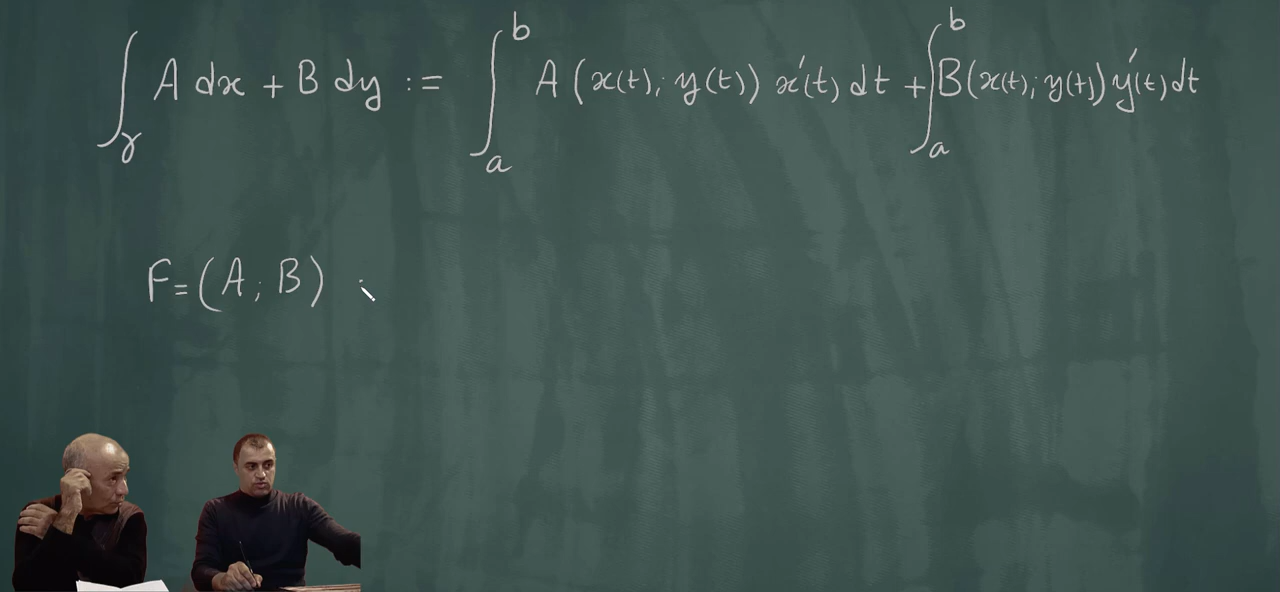 ∫_γ A dx + B dy := ∫_a^b A (x(t); y(t)) x'(t) dt + ∫_a^b B(x(t); y(t)) y'(t) dt
F = (A; B)